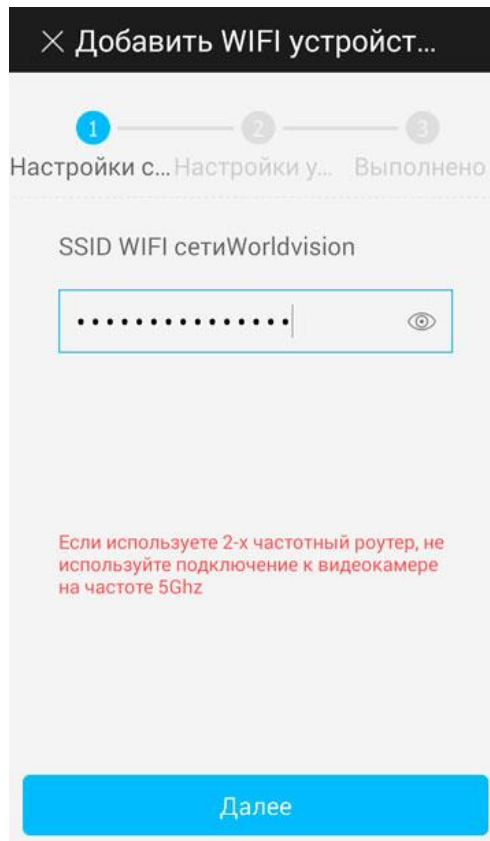 Добавить WIFI устройст...
1 2 3
Настройки с... Настройки у... Выполнено
SSID WIFI сетиWorldvision
•••••••••••••••
Если используете 2-х частотный роутер, не
используйте подключение к видеокамере
на частоте 5Ghz
Далее